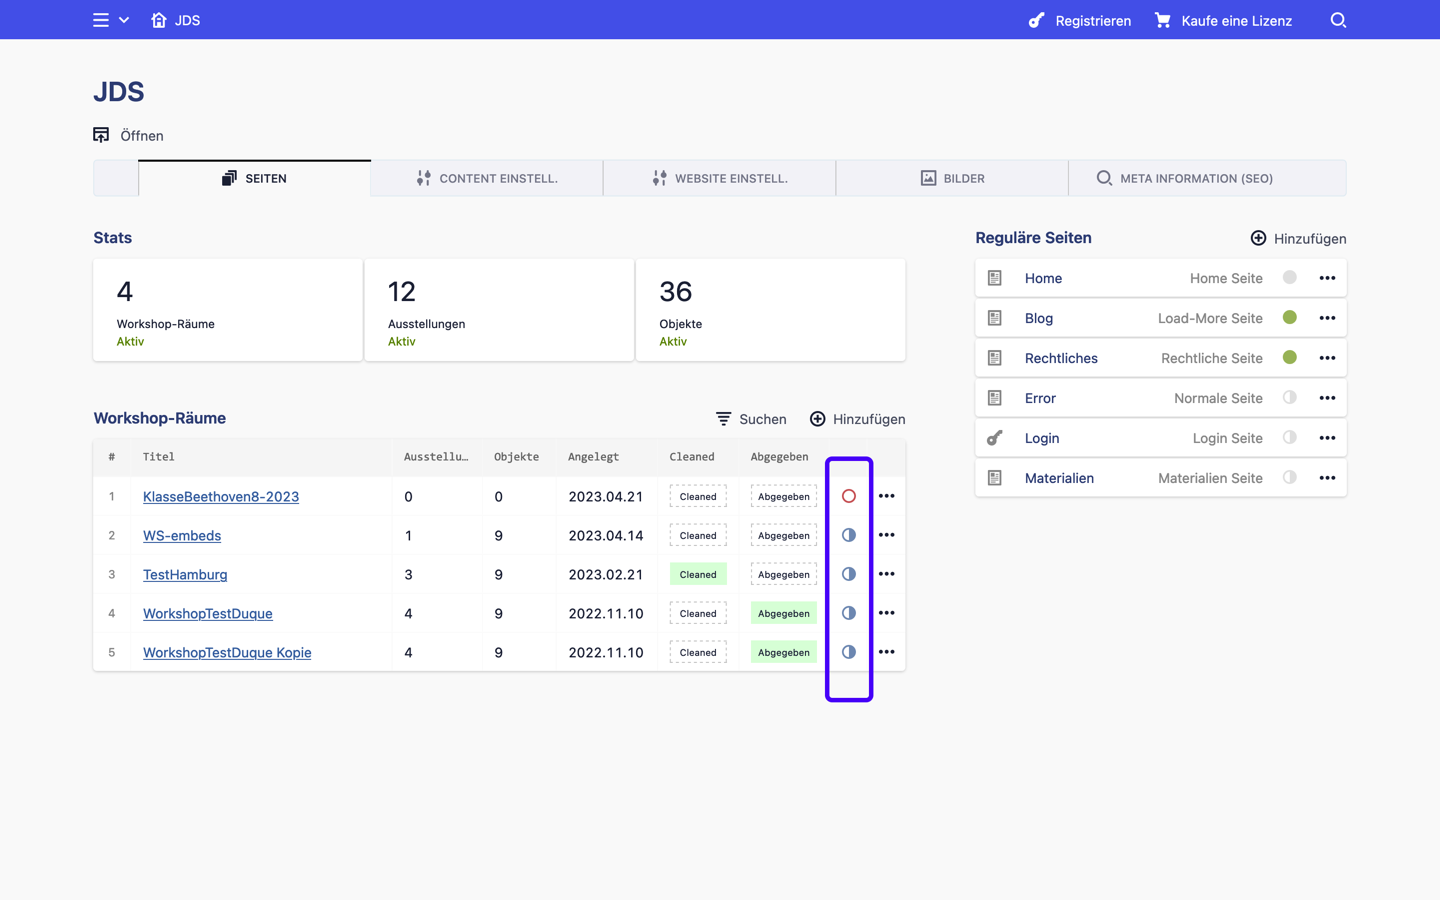 JDS
Registrieren
Kaufe eine Lizenz
JDS
Öffnen
SEITEN
CONTENT EINSTELL.
WEBSITE EINSTELL.
BILDER
META INFORMATION (SEO)
Stats
4
Workshop-Räume
Aktiv
12
Ausstellungen
Aktiv
36
Objekte
Aktiv
Workshop-Räume
Suchen
Hinzufügen
# Titel Ausstellu... Objekte Angelegt Cleaned Abgegeben
1 KlasseBeethoven8-2023 0 0 2023.04.21 Cleaned Abgegeben
2 WS-embeds 1 9 2023.04.14 Cleaned Abgegeben
3 TestHamburg 3 9 2023.02.21 Cleaned Abgegeben
4 WorkshopTestDuque 4 9 2022.11.10 Cleaned Abgegeben
5 WorkshopTestDuque Kopie 4 9 2022.11.10 Cleaned Abgegeben
Reguläre Seiten
Hinzufügen
Home Home Seite
Blog Load-More Seite
Rechtliches Rechtliche Seite
Error Normale Seite
Login Login Seite
Materialien Materialien Seite